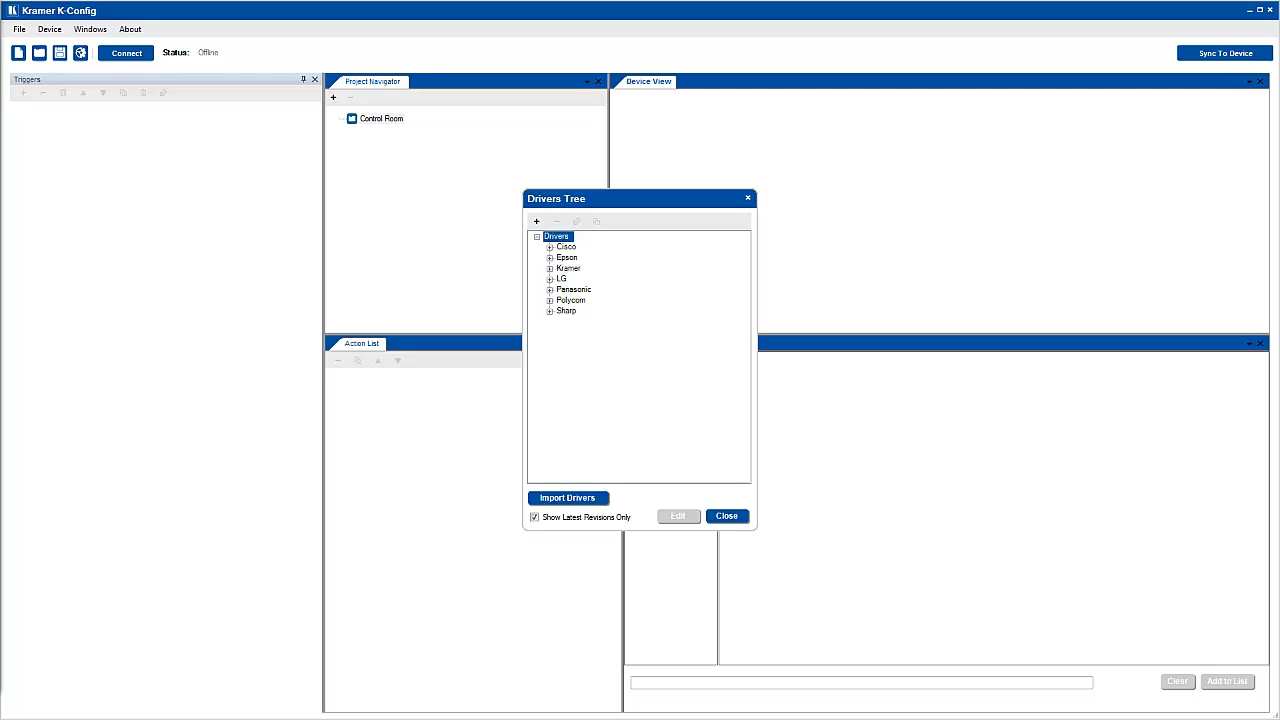 Kramer K-Config
File Device Windows About
Connect Status: Offline Sync To Device
Triggers
Project Navigator
Device View
Control Room
Drivers Tree
Drivers
Cisco
Epson
Kramer
LG
Panasonic
Polycom
Sharp
Action List
Import Drivers
Show Latest Revisions Only Edit Close
Clear Add to List